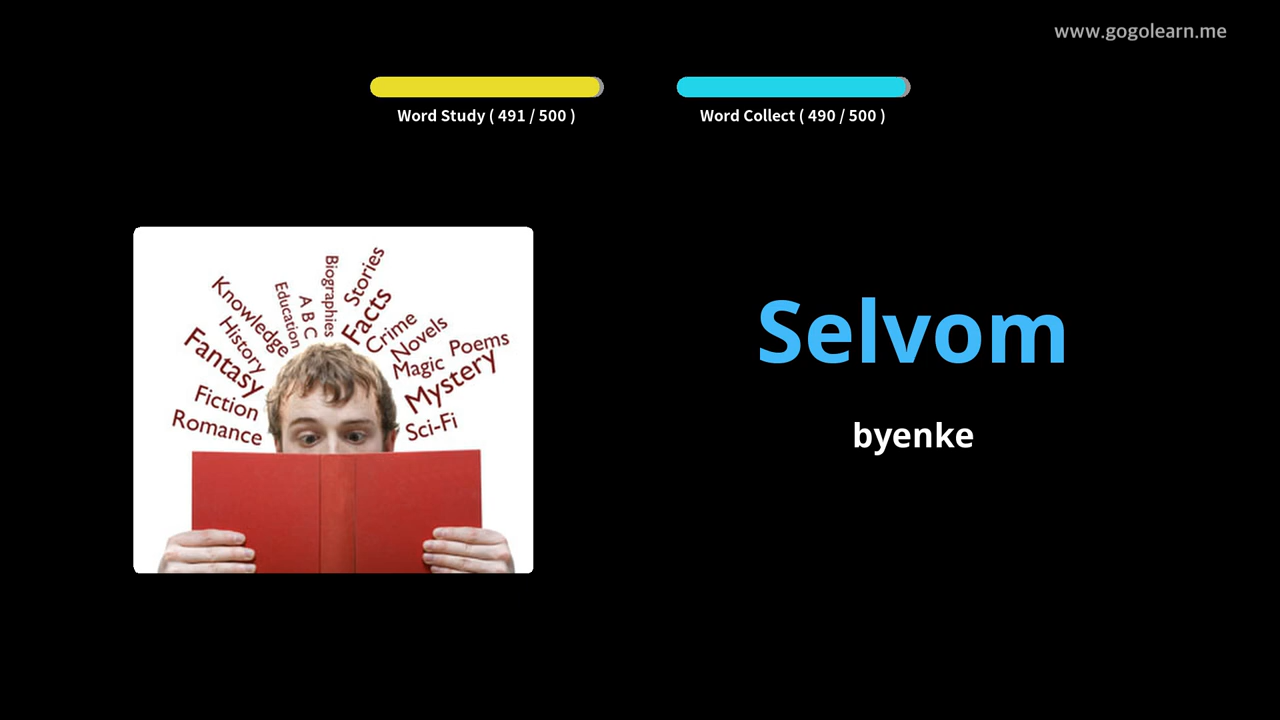 www.gogolearn.me
Word Study ( 491 / 500 )
Word Collect ( 490 / 500 )
Stories
Biographies
Facts
Education
A B C
Knowledge
Crime
History
Novels
Poems
Fantasy
Magic
Mystery
Fiction
Sci-Fi
Romance
Selvom
byenke